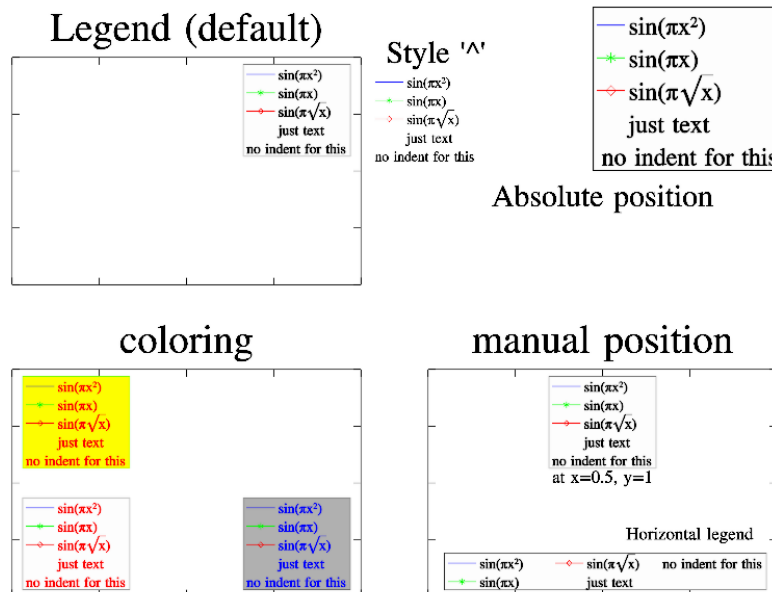 Legend (default)
sin(πx²)
sin(πx)
sin(π√x)
just text
no indent for this
Style '^'
sin(πx²)
sin(πx)
sin(π√x)
just text
no indent for this
sin(πx²)
sin(πx)
sin(π√x)
just text
no indent for this
Absolute position
coloring
sin(πx²)
sin(πx)
sin(π√x)
just text
no indent for this
sin(πx²)
sin(πx)
sin(π√x)
just text
no indent for this
sin(πx²)
sin(πx)
sin(π√x)
just text
no indent for this
manual position
sin(πx²)
sin(πx)
sin(π√x)
just text
no indent for this
at x=0.5, y=1
Horizontal legend
sin(πx²) sin(π√x) no indent for this
sin(πx) just text